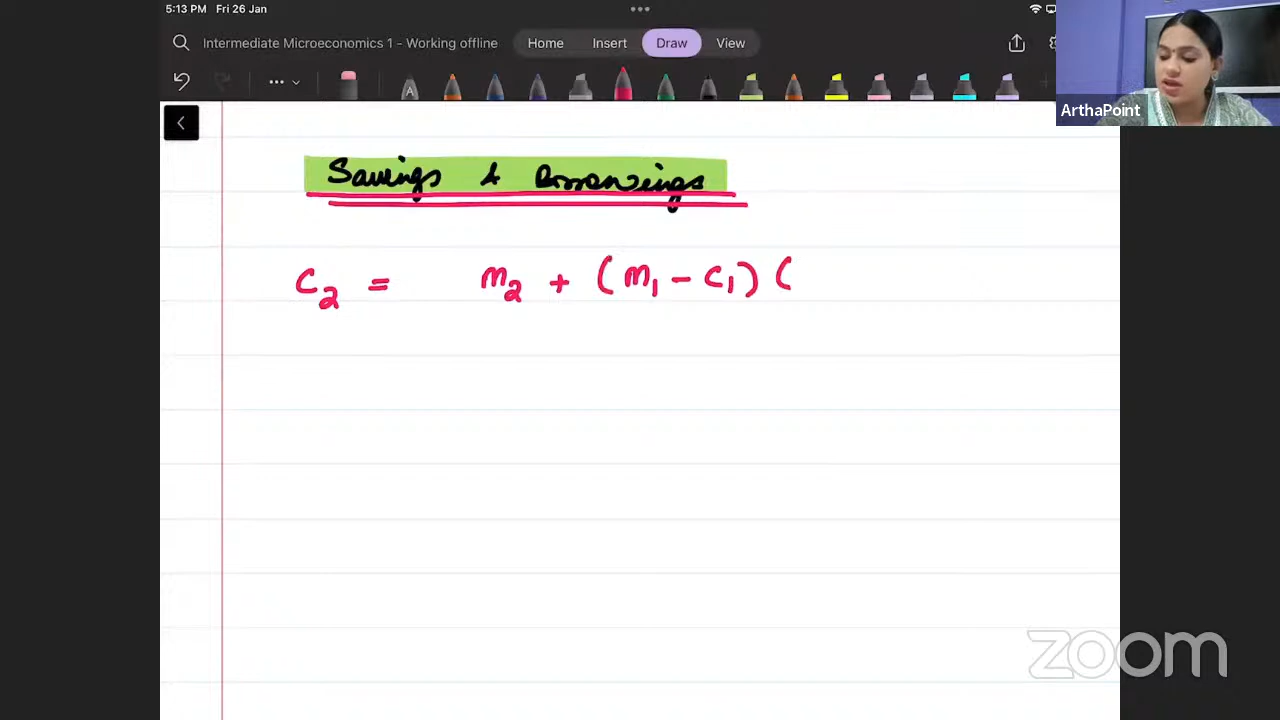 5:13 PM Fri 26 Jan
Intermediate Microeconomics 1 - Working offline
Home Insert Draw View
A
ArthaPoint
Savings & Borrowings
C₂ = m₂ + (m₁ - C₁) (
zoom